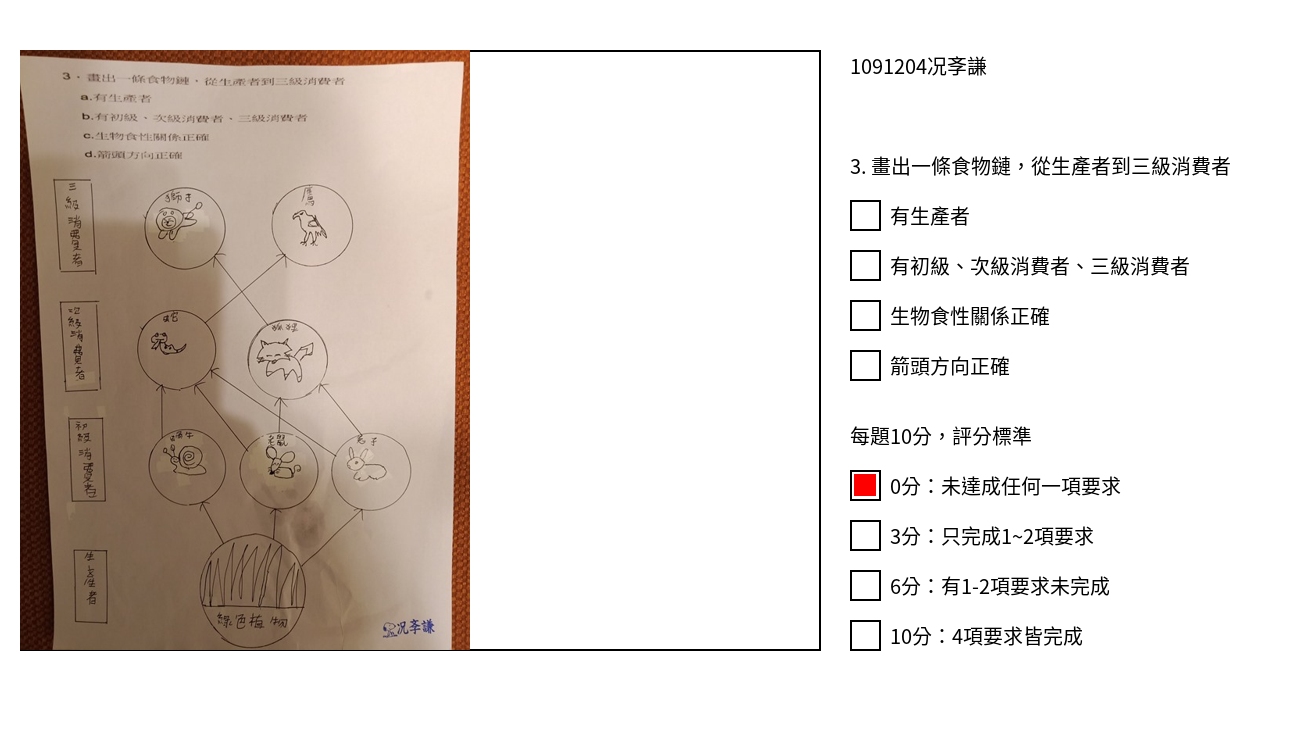 3．畫出一條食物鏈，從生產者到三級消費者
a.有生產者
b.有初級、次級消費者、三級消費者
c.生物食性關係正確
d.箭頭方向正確
三級消費者
獅子
鷹
次級消費者
蛇
狐狸
初級消費者
蝸牛
老鼠
兔子
生產者
綠色植物
況李謙
1091204況李謙
3. 畫出一條食物鏈，從生產者到三級消費者
有生產者
有初級、次級消費者、三級消費者
生物食性關係正確
箭頭方向正確
每題10分，評分標準
0分：未達成任何一項要求
3分：只完成1~2項要求
6分：有1-2項要求未完成
10分：4項要求皆完成